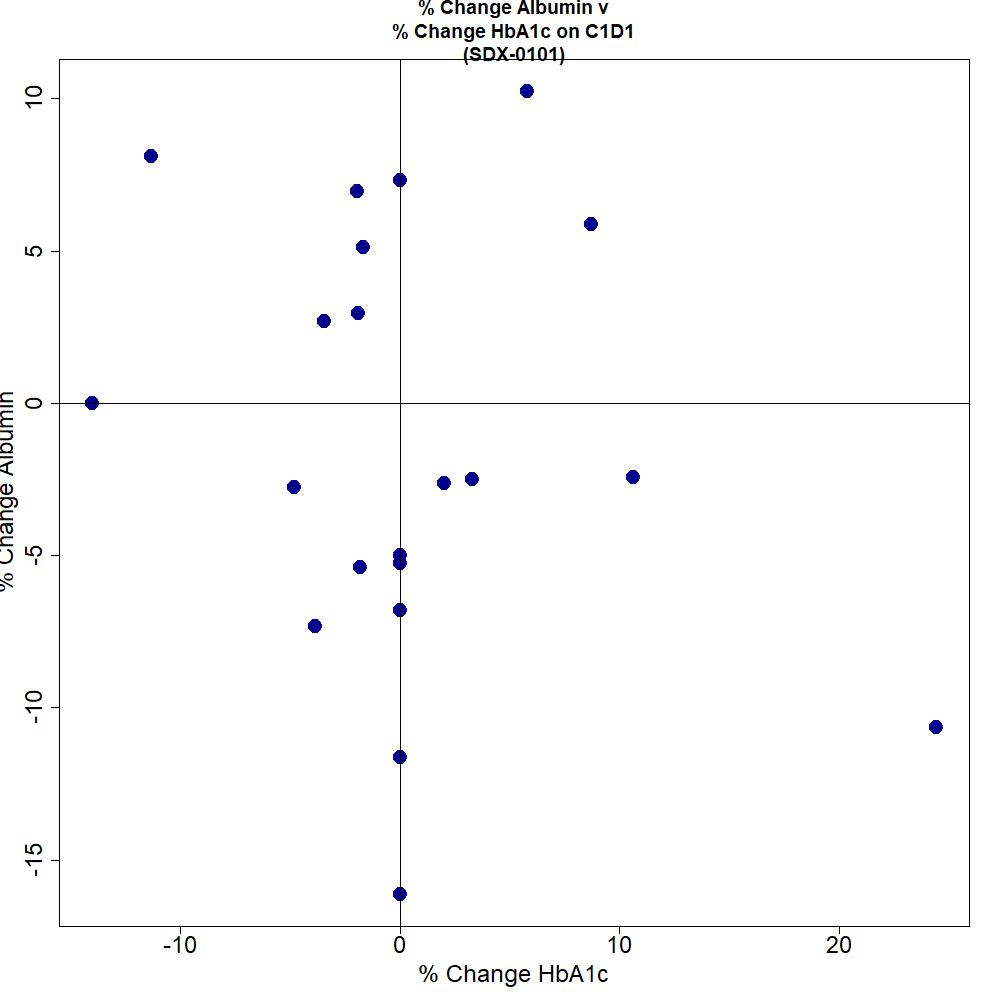 % Change Albumin v
% Change HbA1c on C1D1
(SDX-0101)
10
5
0
-5
-10
-15
% Change Albumin
-10
0
10
20
% Change HbA1c